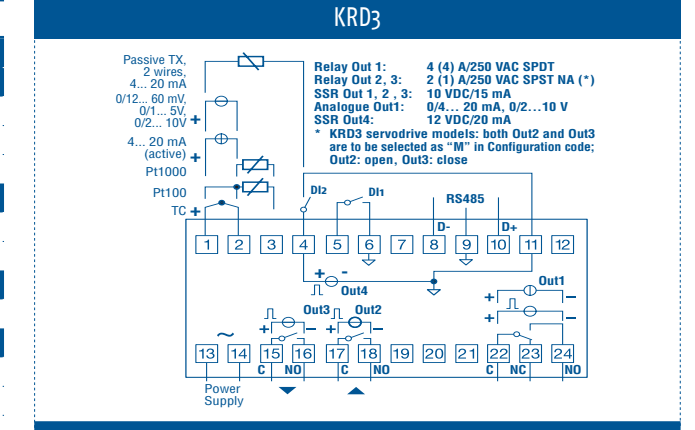 KRD3
Passive TX,
2 wires,
4... 20 mA
0/12... 60 mV,
0/1... 5V,
0/2... 10V +
4... 20 mA
(active) +
Pt1000
Pt100
TC +
Relay Out 1: 4 (4) A/250 VAC SPDT
Relay Out 2, 3: 2 (1) A/250 VAC SPST NA (*)
SSR Out 1, 2 , 3: 10 VDC/15 mA
Analogue Out1: 0/4... 20 mA, 0/2...10 V
SSR Out4: 12 VDC/20 mA
* KRD3 servodrive models: both Out2 and Out3
are to be selected as “M” in Configuration code;
Out2: open, Out3: close
DI2 DI1 RS485
D- D+
1 2 3 4 5 6 7 8 9 10 11 12
+ -
Out4
Out1
+ –
+ –
Out3 Out2
+ – + –
~
13 14 15 16 17 18 19 20 21 22 23 24
C NO C NO C NC NO
Power
Supply